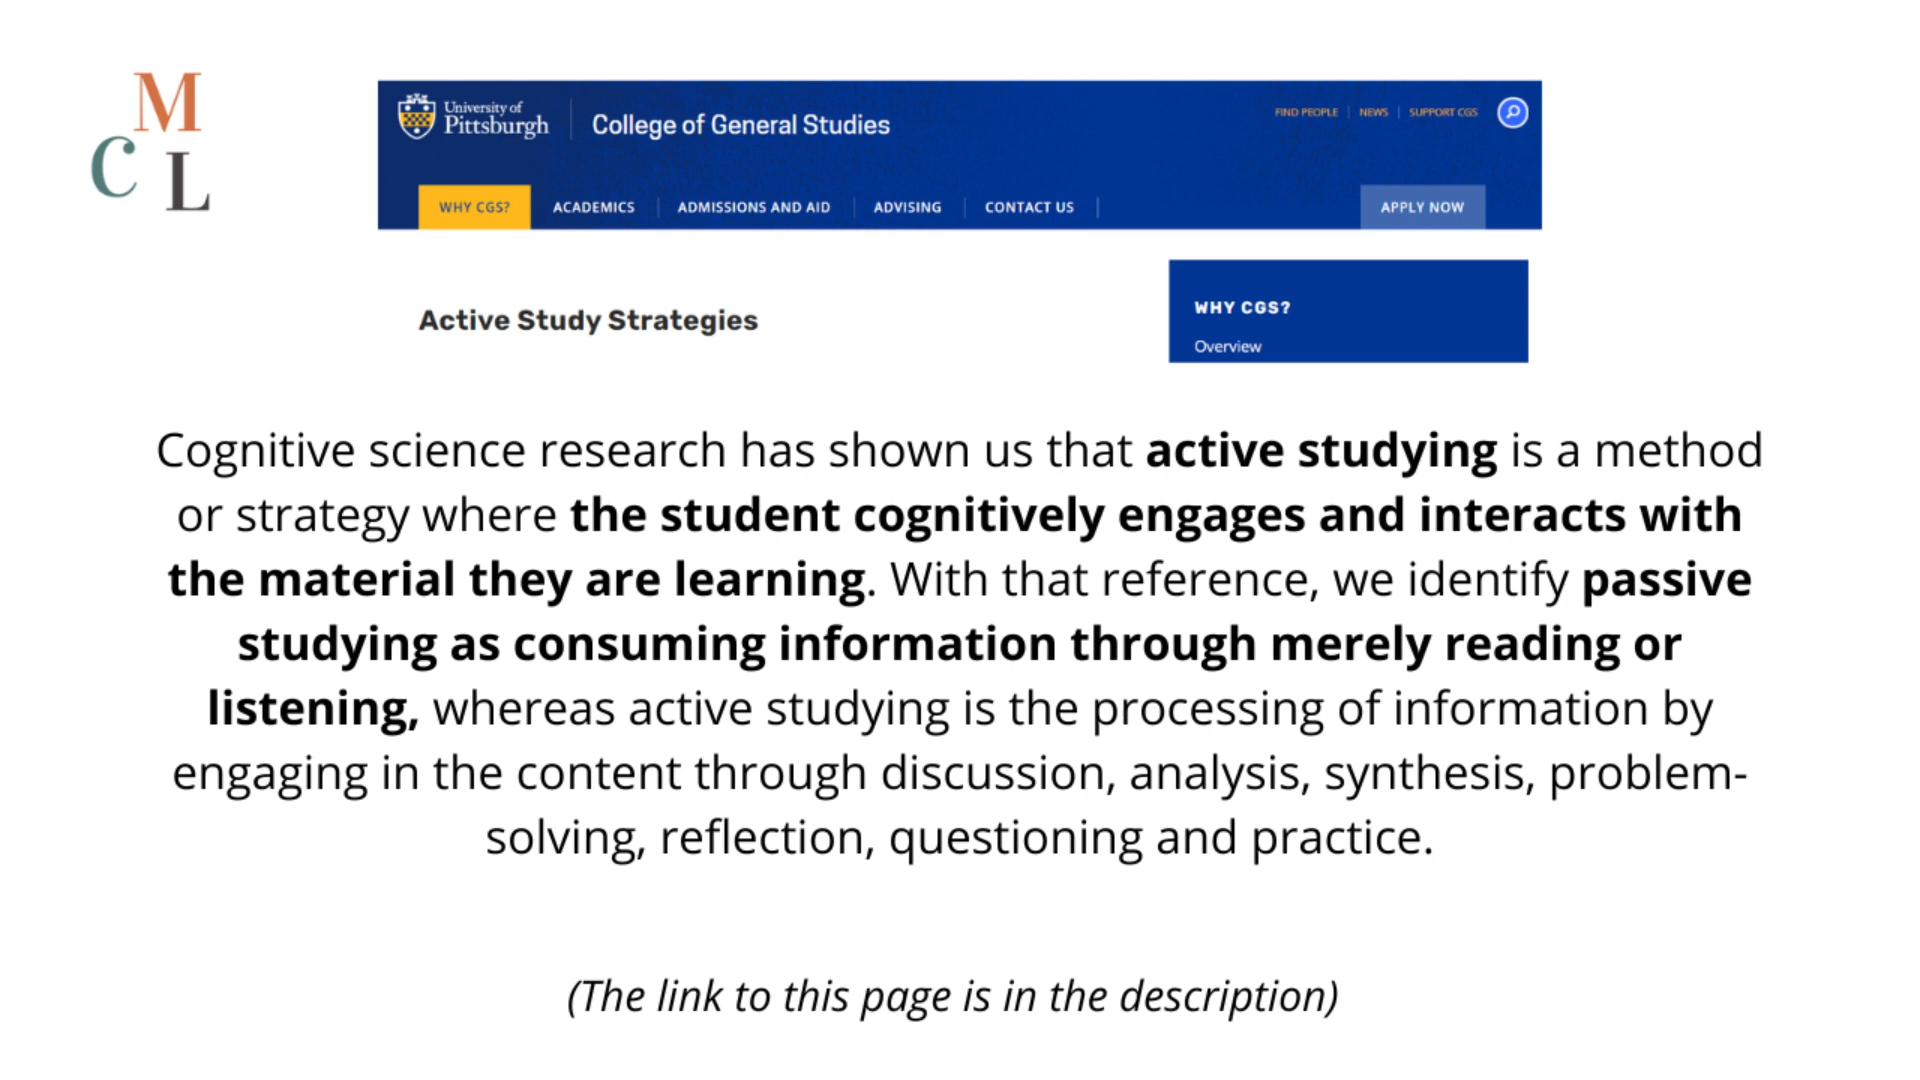 M
C L
University of
Pittsburgh
College of General Studies
FIND PEOPLE
NEWS
SUPPORT CGS
WHY CGS?
ACADEMICS
ADMISSIONS AND AID
ADVISING
CONTACT US
APPLY NOW
Active Study Strategies
WHY CGS?
Overview
Cognitive science research has shown us that active studying is a method
or strategy where the student cognitively engages and interacts with
the material they are learning. With that reference, we identify passive
studying as consuming information through merely reading or
listening, whereas active studying is the processing of information by
engaging in the content through discussion, analysis, synthesis, problem-
solving, reflection, questioning and practice.
(The link to this page is in the description)